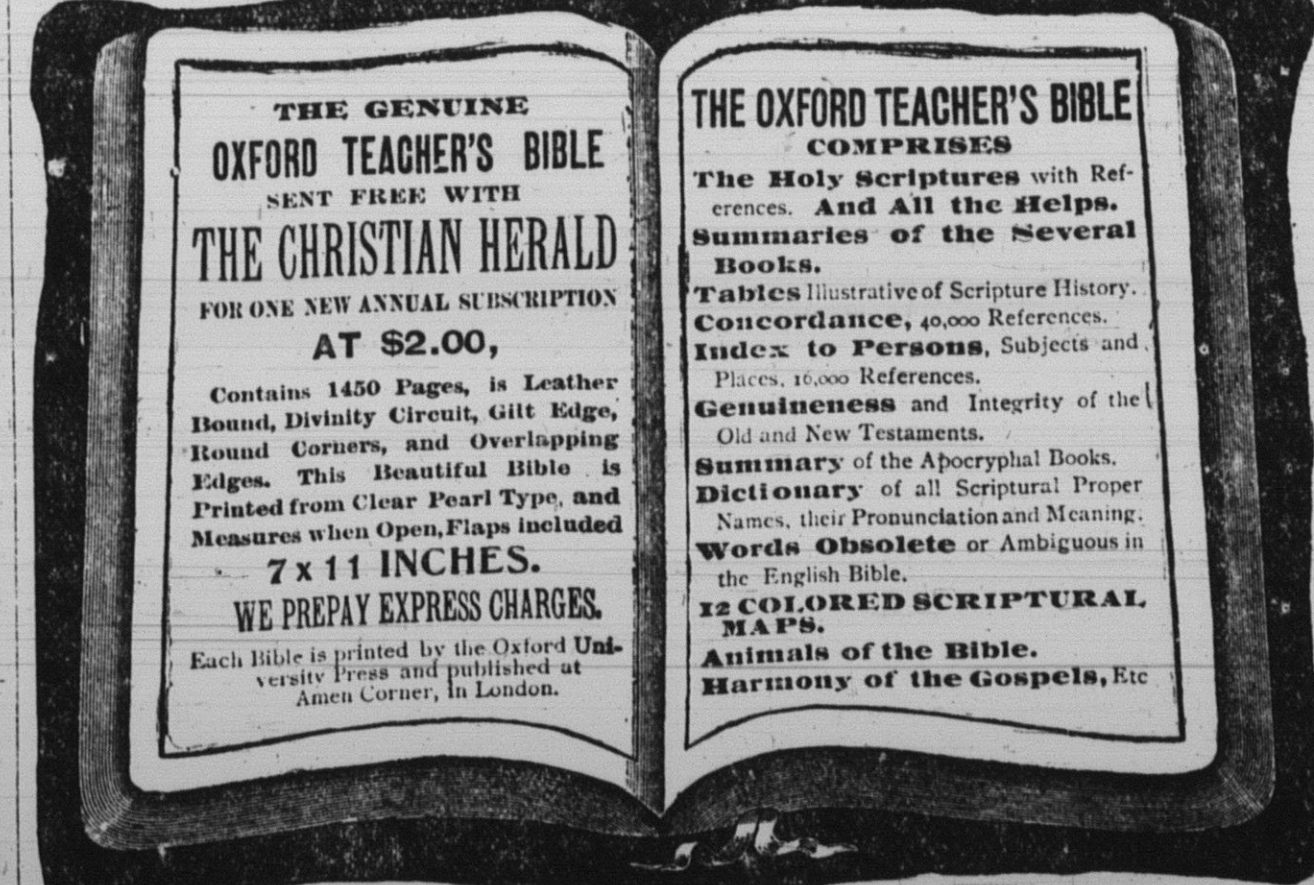 THE GENUINE
OXFORD TEACHER'S BIBLE
SENT FREE WITH
THE CHRISTIAN HERALD
FOR ONE NEW ANNUAL SUBSCRIPTION
AT $2.00,
Contains 1450 Pages, is Leather
Bound, Divinity Circuit, Gilt Edge,
Round Corners, and Overlapping
Edges. This Beautiful Bible is
Printed from Clear Pearl Type, and
Measures when Open, Flaps included
7 x 11 INCHES.
WE PREPAY EXPRESS CHARGES.
Each Bible is printed by the Oxford Uni-
versity Press and published at
Amen Corner, in London.
THE OXFORD TEACHER'S BIBLE
COMPRISES
The Holy Scriptures with Ref-
erences. And All the Helps.
Summaries of the Several
Books.
Tables Illustrative of Scripture History.
Concordance, 40,000 References.
Index to Persons, Subjects and
Places, 16,000 References.
Genuineness and Integrity of the
Old and New Testaments.
Summary of the Apocryphal Books.
Dictionary of all Scriptural Proper
Names, their Pronunciation and Meaning.
Words Obsolete or Ambiguous in
the English Bible.
12 COLORED SCRIPTURAL
MAPS.
Animals of the Bible.
Harmony of the Gospels, Etc